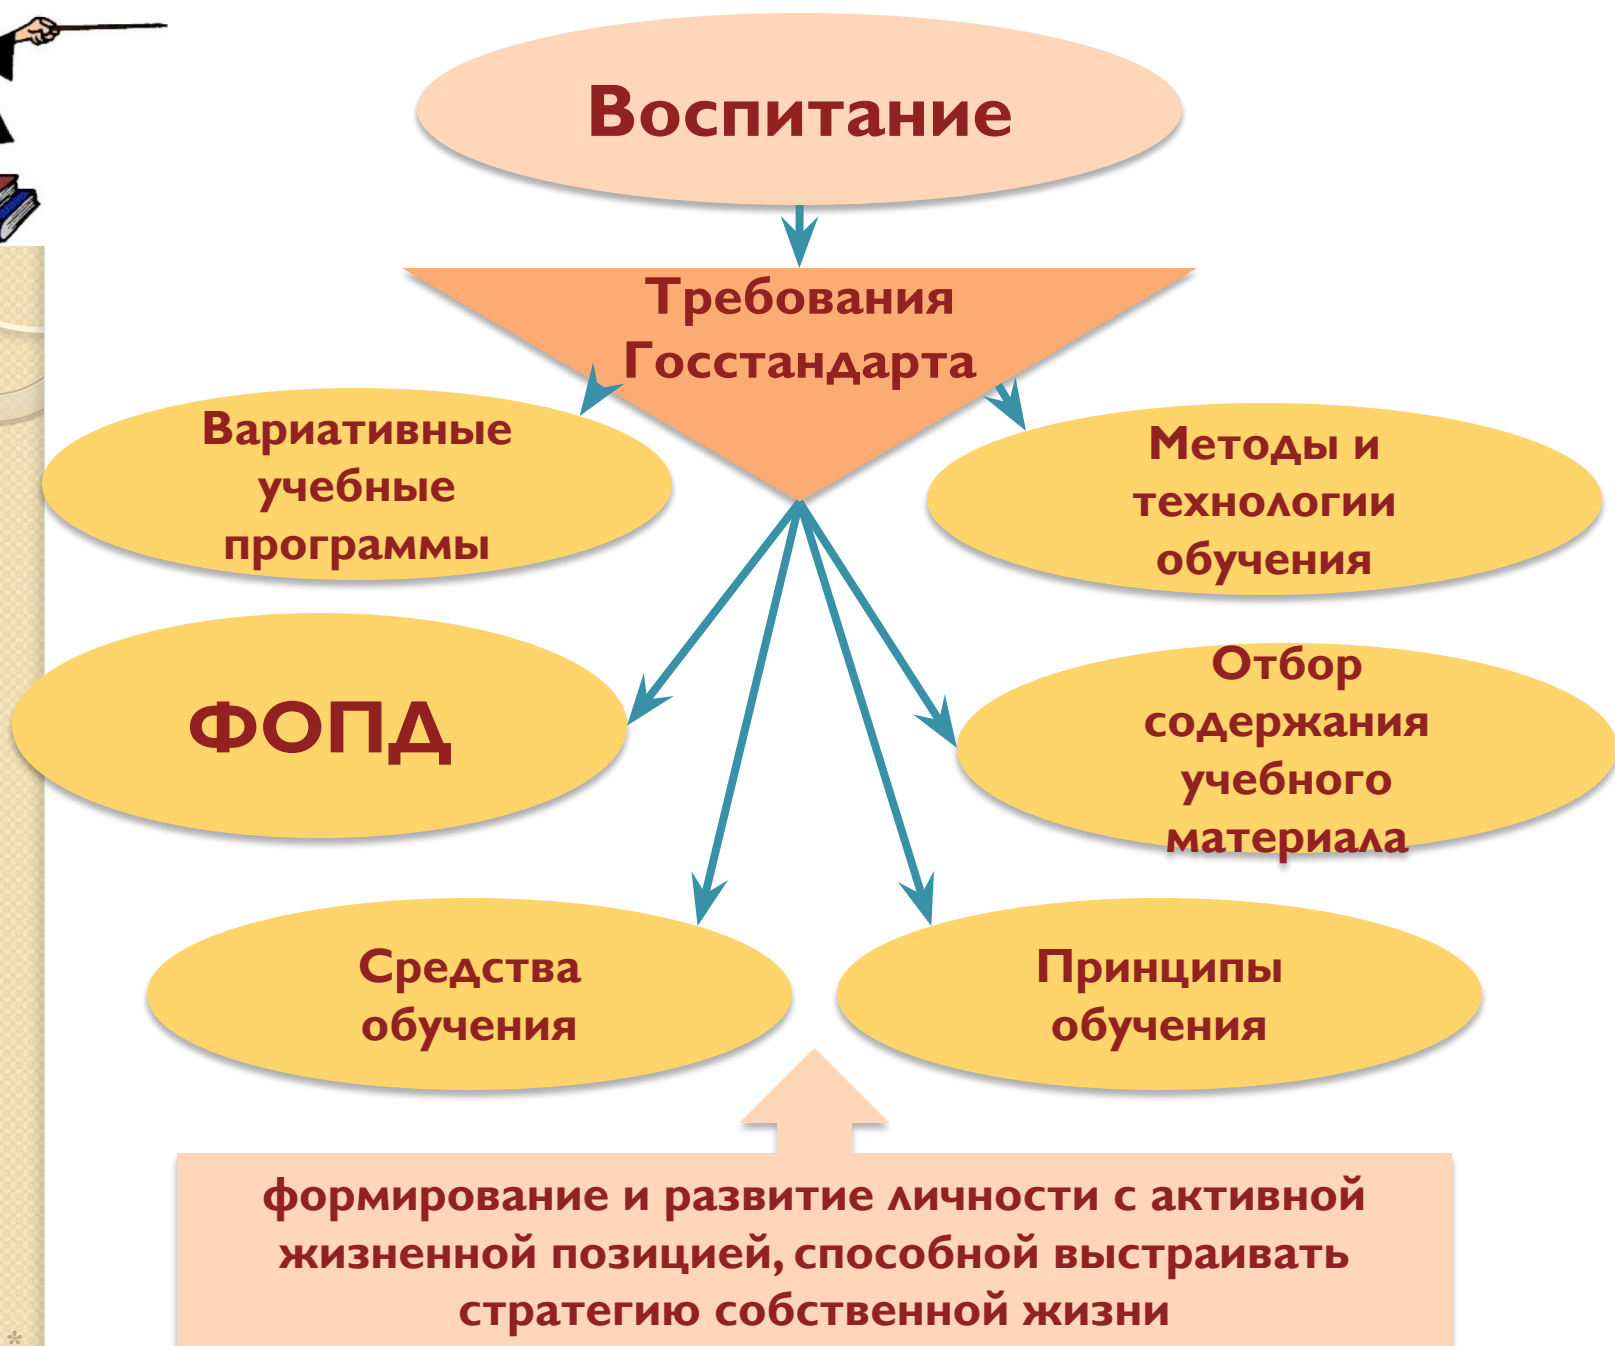 Воспитание
Требования
Госстандарта
Вариативные
учебные
программы
Методы и
технологии
обучения
ФОПД
Отбор
содержания
учебного
материала
Средства
обучения
Принципы
обучения
формирование и развитие личности с активной
жизненной позицией, способной выстраивать
стратегию собственной жизни
*